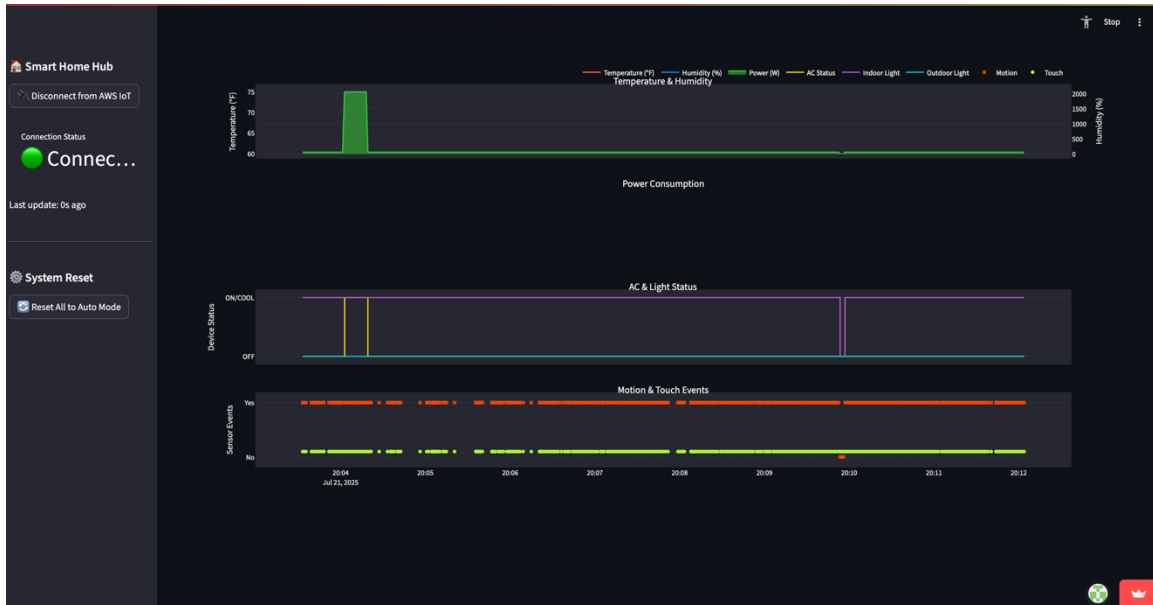 Stop
🏠 Smart Home Hub
🔌 Disconnect from AWS IoT
Connection Status
🟢 Connec...
Last update: 0s ago
⚙️ System Reset
🔄 Reset All to Auto Mode
Temperature (°F) Humidity (%) Power (W) AC Status Indoor Light Outdoor Light Motion Touch
Temperature & Humidity
Temperature (°F)
75
70
65
60
2000
1500
1000
500
0
Humidity (%)
Power Consumption
AC & Light Status
Device Status
ON/COOL
OFF
Motion & Touch Events
Sensor Events
Yes
No
20:04 20:05 20:06 20:07 20:08 20:09 20:10 20:11 20:12
Jul 21, 2025